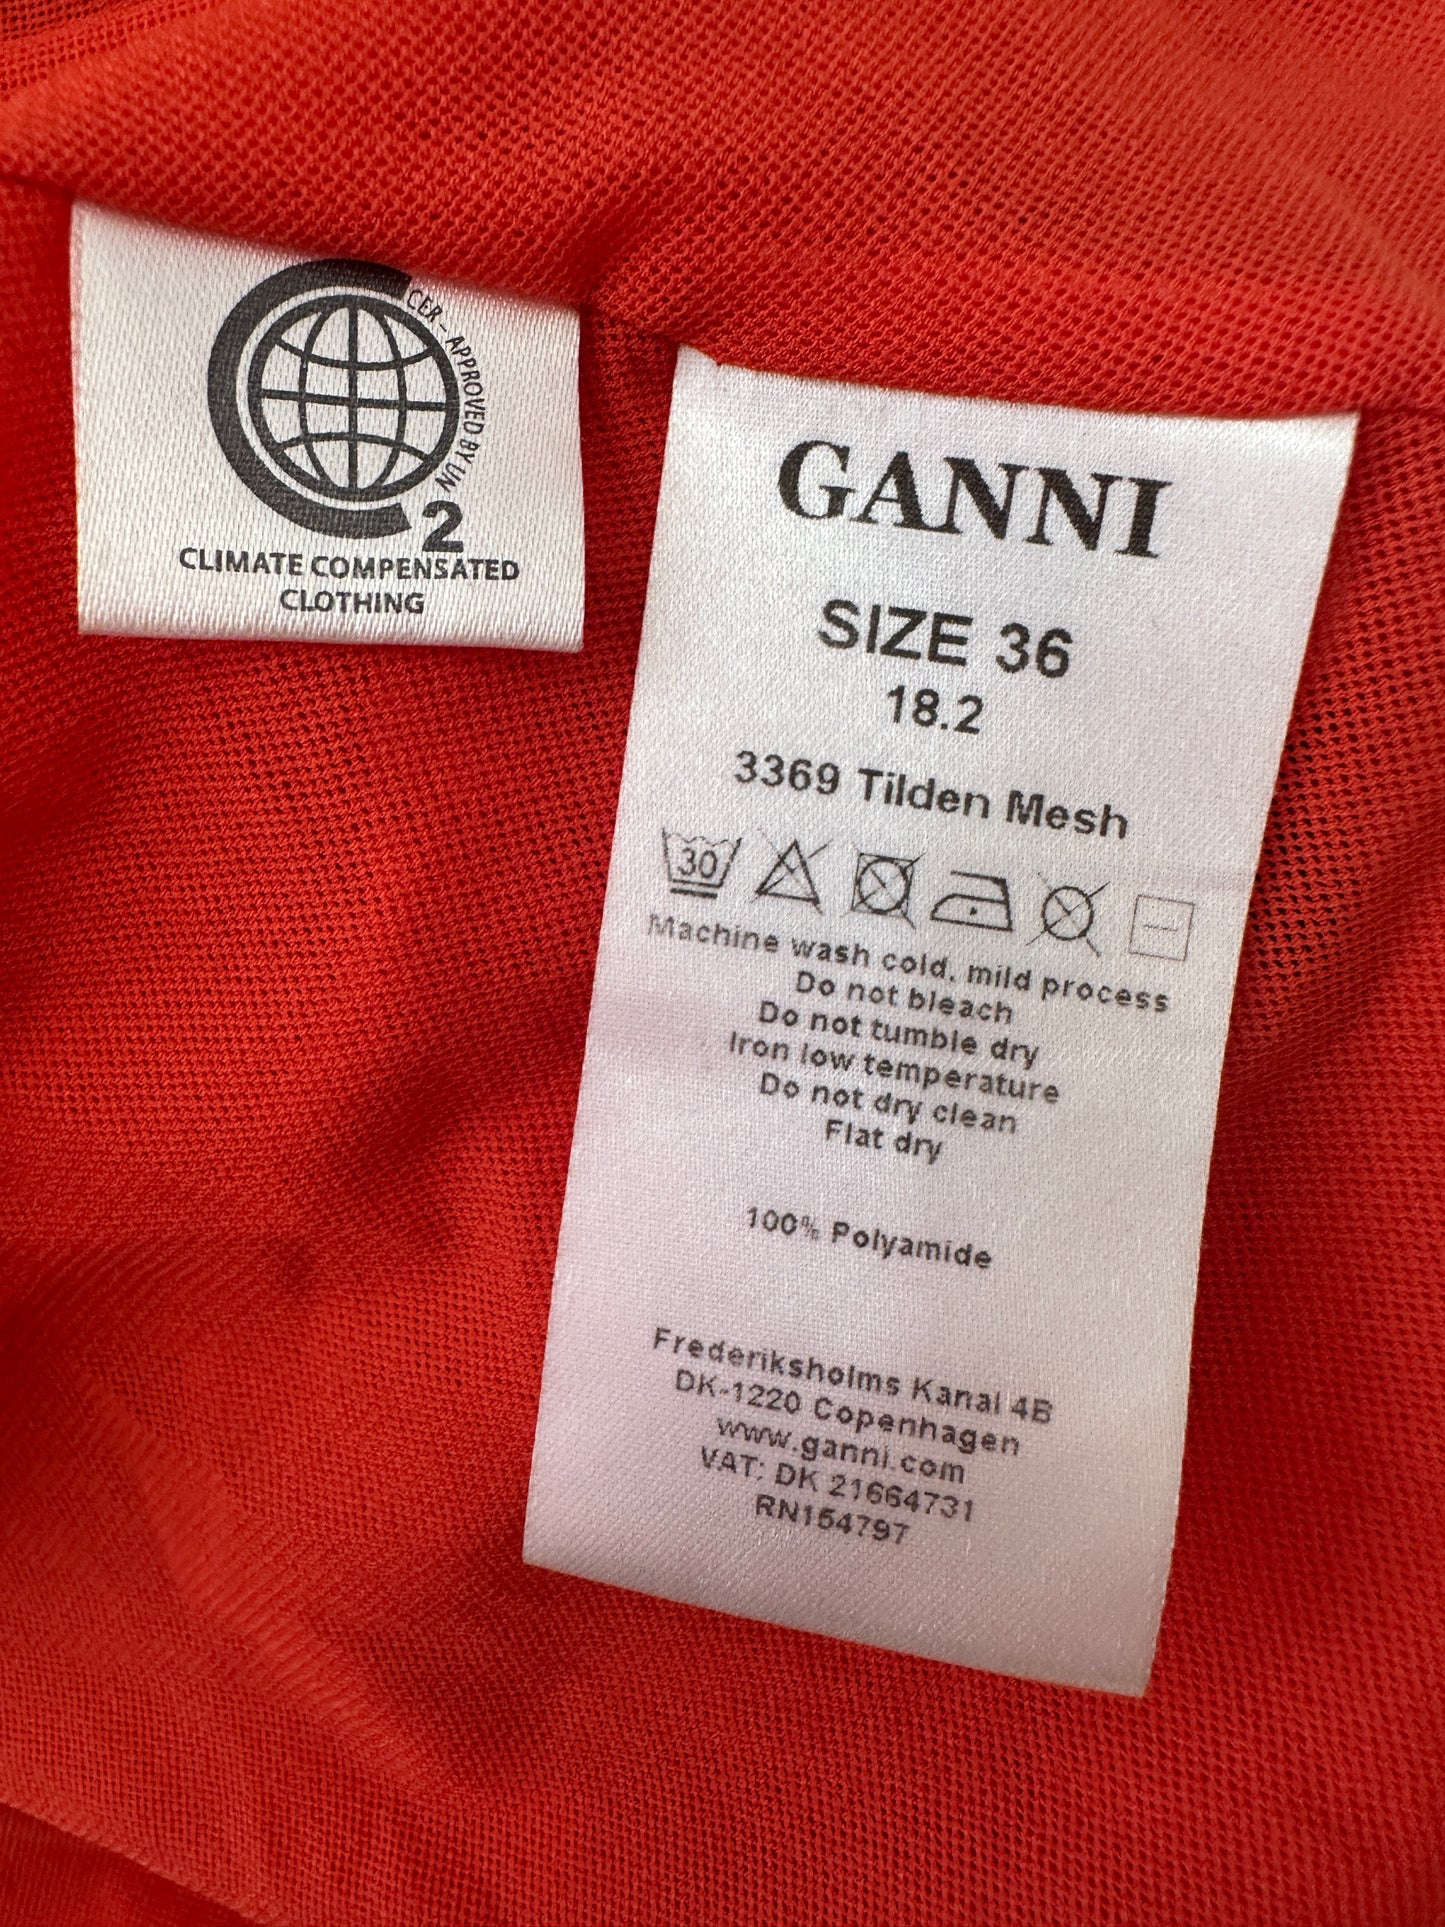 CER - APPROVED BY UN
2
CLIMATE COMPENSATED
CLOTHING
GANNI
SIZE 36
18.2
3369 Tilden Mesh
30
Machine wash cold, mild process
Do not bleach
Do not tumble dry
Iron low temperature
Do not dry clean
Flat dry
100% Polyamide
Frederiksholms Kanal 4B
DK-1220 Copenhagen
www.ganni.com
VAT: DK 21664731
RN154797